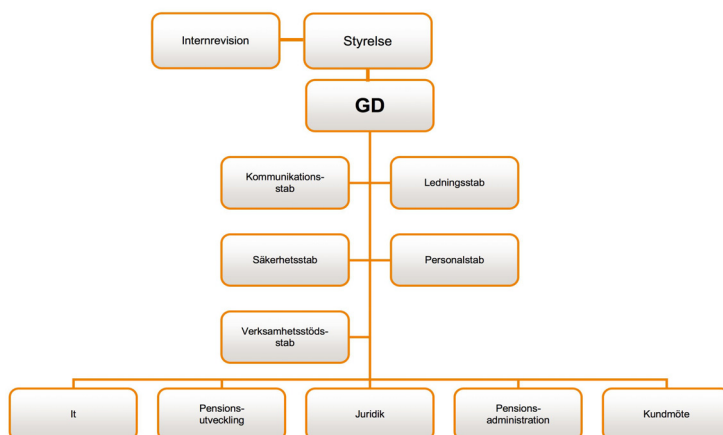 Internrevision
Styrelse
GD
Kommunikations-
stab
Ledningsstab
Säkerhetsstab
Personalstab
Verksamhetsstöds-
stab
It
Pensions-
utveckling
Juridik
Pensions-
administration
Kundmöte